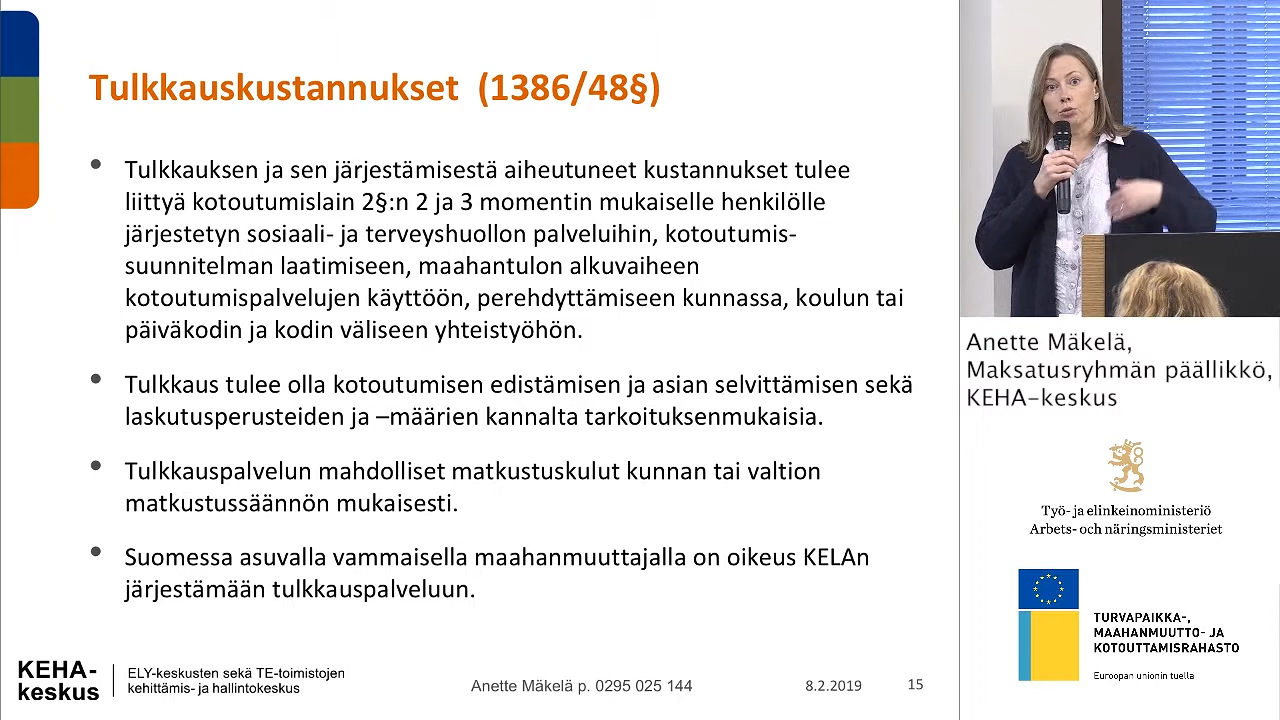 Tulkkauskustannukset (1386/48§)
• Tulkkauksen ja sen järjestämisestä aiheutuneet kustannukset tulee
liittyä kotoutumislain 2§:n 2 ja 3 momentin mukaiselle henkilölle
järjestetyn sosiaali- ja terveyshuollon palveluihin, kotoutumis-
suunnitelman laatimiseen, maahantulon alkuvaiheen
kotoutumispalvelujen käyttöön, perehdyttämiseen kunnassa, koulun tai
päiväkodin ja kodin väliseen yhteistyöhön.
• Tulkkaus tulee olla kotoutumisen edistämisen ja asian selvittämisen sekä
laskutusperusteiden ja –määrien kannalta tarkoituksenmukaisia.
• Tulkkauspalvelun mahdolliset matkustuskulut kunnan tai valtion
matkustussäännön mukaisesti.
• Suomessa asuvalla vammaisella maahanmuuttajalla on oikeus KELAn
järjestämään tulkkauspalveluun.
KEHA-
keskus
ELY-keskusten sekä TE-toimistojen
kehittämis- ja hallintokeskus
Anette Mäkelä p. 0295 025 144
8.2.2019
15
Anette Mäkelä,
Maksatusryhmän päällikkö,
KEHA-keskus
Työ- ja elinkeinoministeriö
Arbets- och näringsministeriet
TURVAPAIKKA-,
MAAHANMUUTTO- JA
KOTOUTTAMISRAHASTO
Euroopan unionin tuella